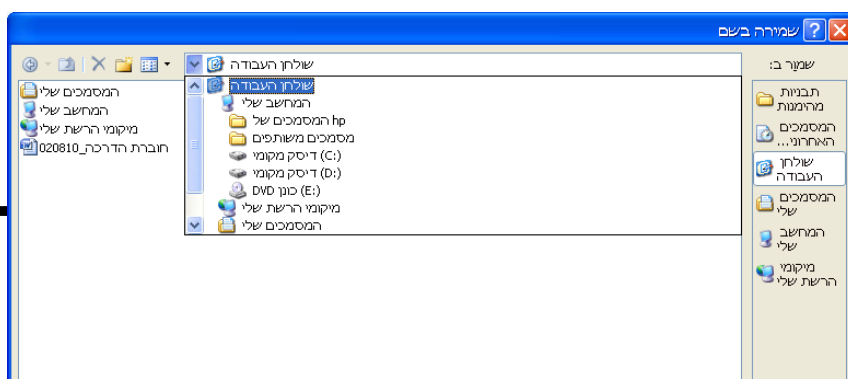 שמירה בשם
שמור ב:
שולחן העבודה
תבניות
מהימנות
המסמכים
האחרוני...
שולחן
העבודה
המסמכים
שלי
המחשב
שלי
מיקומי
הרשת שלי
שולחן העבודה
המחשב שלי
המסמכים של hp
מסמכים משותפים
דיסק מקומי (C:)
דיסק מקומי (D:)
כונן DVD (E:)
מיקומי הרשת שלי
המסמכים שלי
המסמכים שלי
המחשב שלי
מיקומי הרשת שלי
חוברת הדרכה_020810